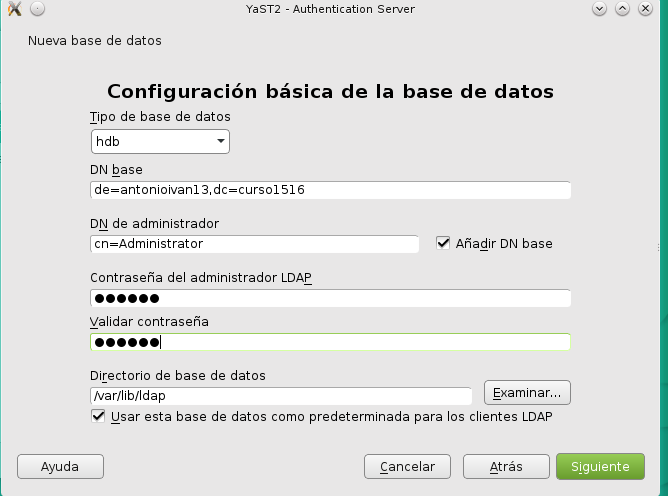 YaST2 - Authentication Server
Nueva base de datos
Configuración básica de la base de datos
Tipo de base de datos
hdb
DN base
de=antonioivan13,dc=curso1516
DN de administrador
cn=Administrator
Añadir DN base
Contraseña del administrador LDAP
●●●●●●
Validar contraseña
●●●●●●
Directorio de base de datos
/var/lib/ldap
Examinar...
Usar esta base de datos como predeterminada para los clientes LDAP
Ayuda
Cancelar
Atrás
Siguiente